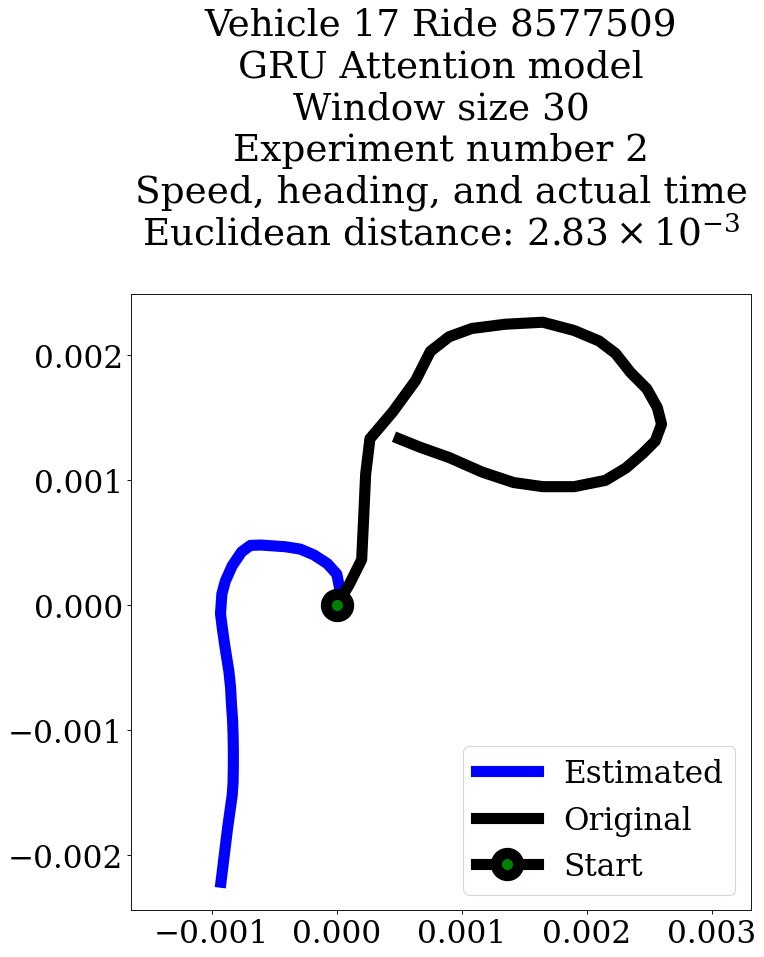 Vehicle 17 Ride 8577509
GRU Attention model
Window size 30
Experiment number 2
Speed, heading, and actual time
Euclidean distance: 2.83 × 10⁻³
0.002
0.001
0.000
−0.001
−0.002
Estimated
Original
Start
−0.001 0.000 0.001 0.002 0.003